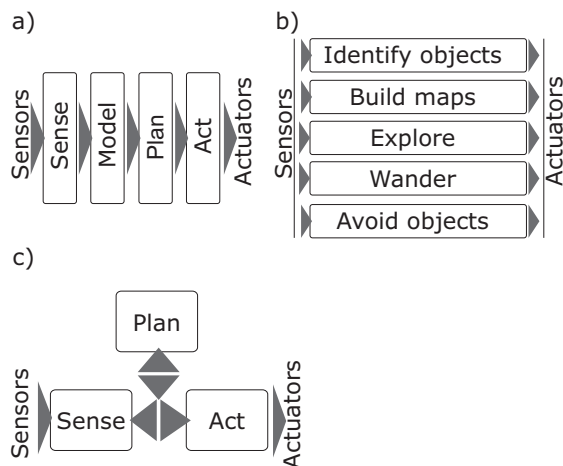 a)
Sensors
Sense
Model
Plan
Act
Actuators
b)
Sensors
Identify objects
Build maps
Explore
Wander
Avoid objects
Actuators
c)
Plan
Sensors
Sense
Act
Actuators